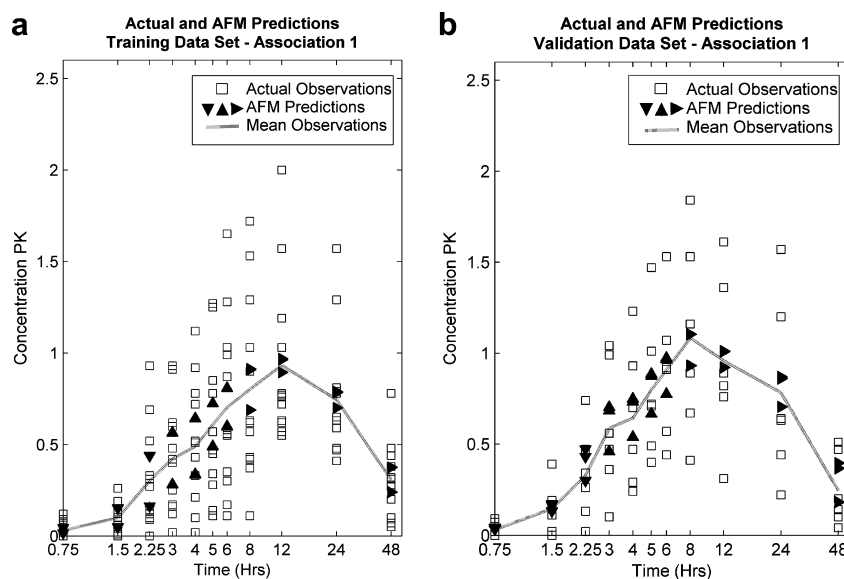 a
Actual and AFM Predictions
Training Data Set - Association 1
2.5
2
1.5
1
0.5
0
Concentration PK
Actual Observations
AFM Predictions
Mean Observations
0.75 1.5 2.25 3 4 5 6 8 12 24 48
Time (Hrs)
b
Actual and AFM Predictions
Validation Data Set - Association 1
2.5
2
1.5
1
0.5
0
Concentration PK
Actual Observations
AFM Predictions
Mean Observations
0.75 1.5 2.25 3 4 5 6 8 12 24 48
Time (Hrs)